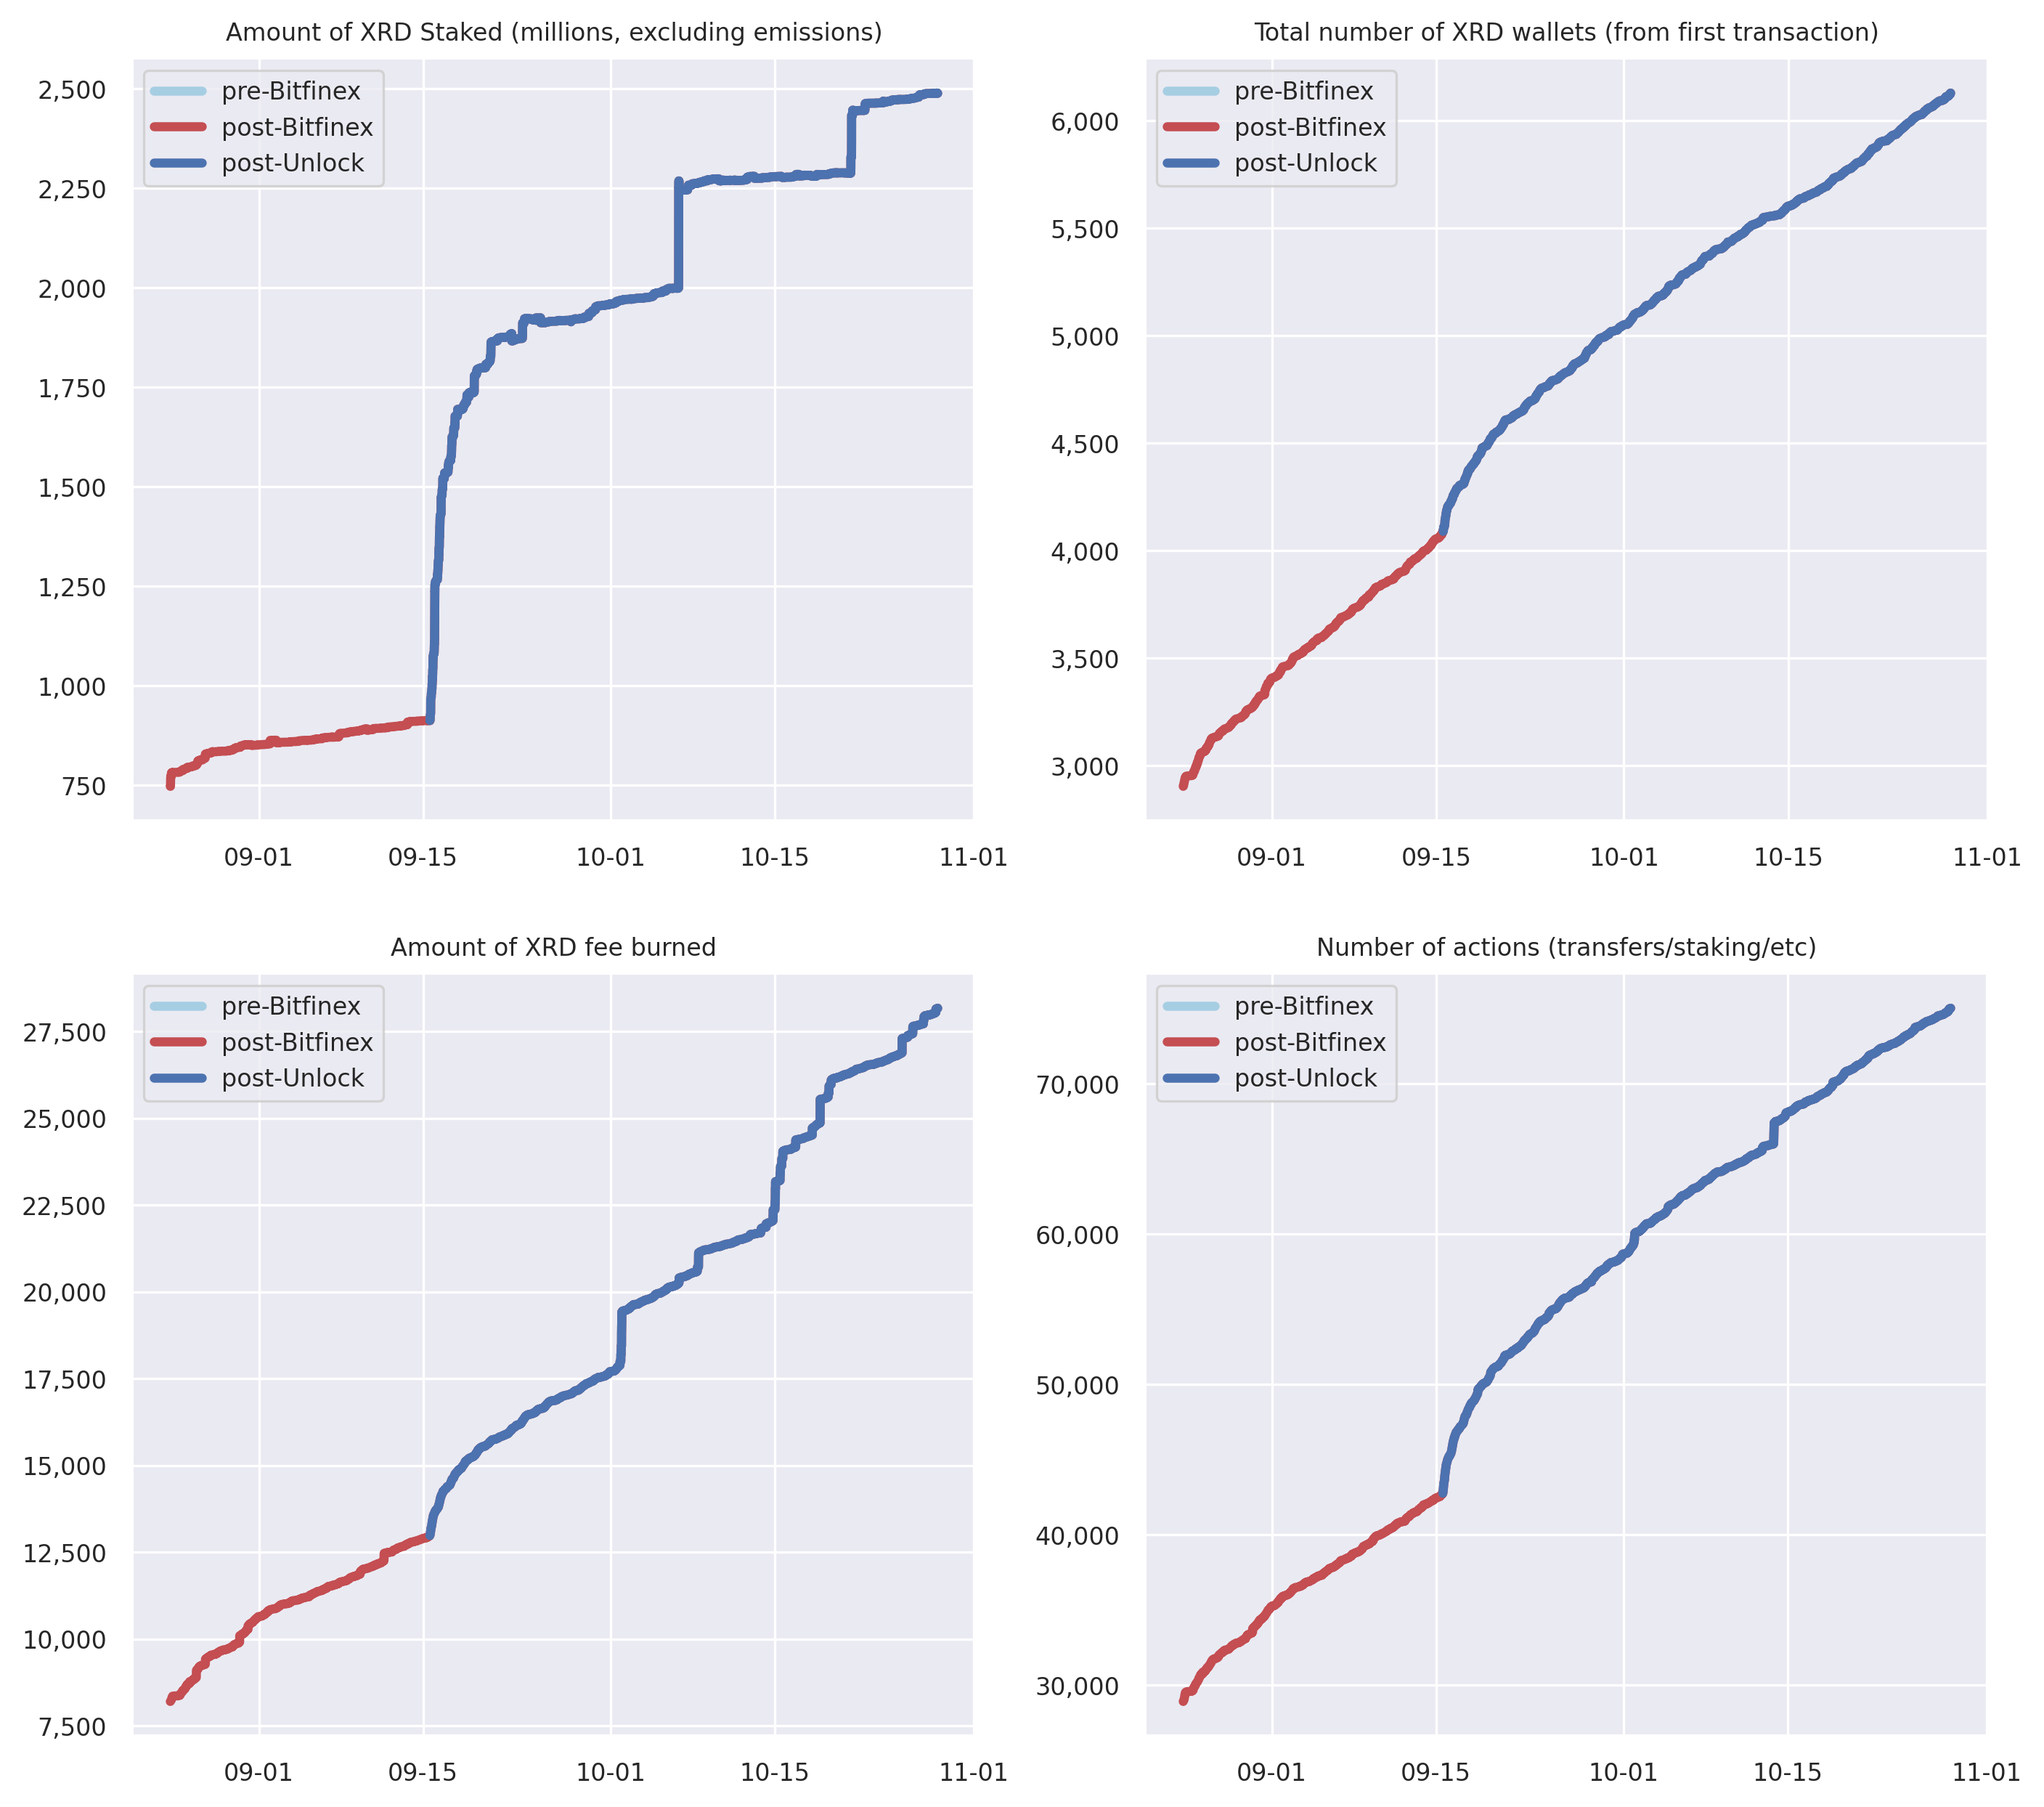 Amount of XRD Staked (millions, excluding emissions)
pre-Bitfinex
post-Bitfinex
post-Unlock
2,500
2,250
2,000
1,750
1,500
1,250
1,000
750
09-01 09-15 10-01 10-15 11-01
Total number of XRD wallets (from first transaction)
pre-Bitfinex
post-Bitfinex
post-Unlock
6,000
5,500
5,000
4,500
4,000
3,500
3,000
09-01 09-15 10-01 10-15 11-01
Amount of XRD fee burned
pre-Bitfinex
post-Bitfinex
post-Unlock
27,500
25,000
22,500
20,000
17,500
15,000
12,500
10,000
7,500
09-01 09-15 10-01 10-15 11-01
Number of actions (transfers/staking/etc)
pre-Bitfinex
post-Bitfinex
post-Unlock
70,000
60,000
50,000
40,000
30,000
09-01 09-15 10-01 10-15 11-01